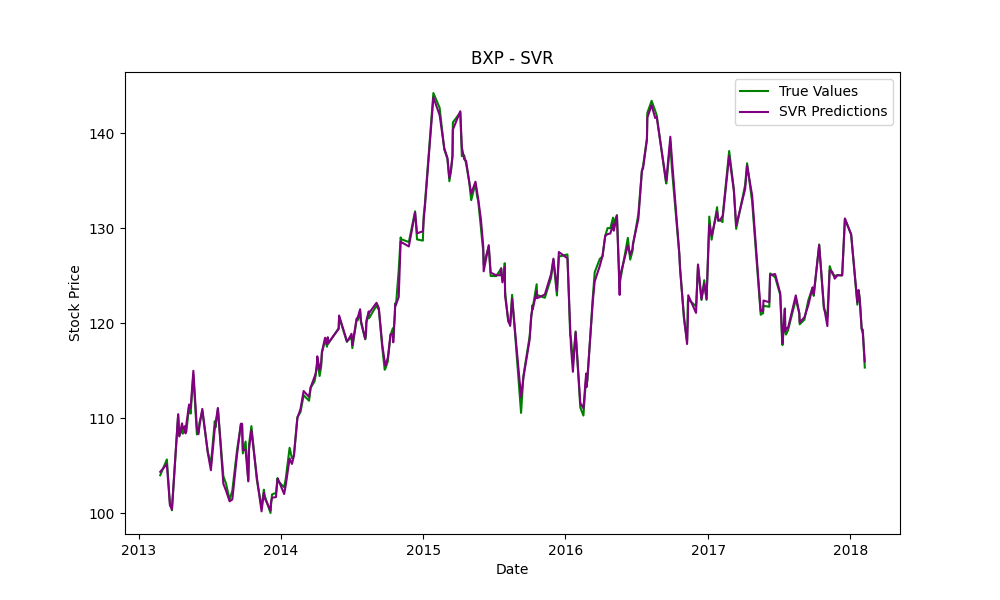 BXP - SVR
True Values
SVR Predictions
Stock Price
140
130
120
110
100
2013
2014
2015
2016
2017
2018
Date